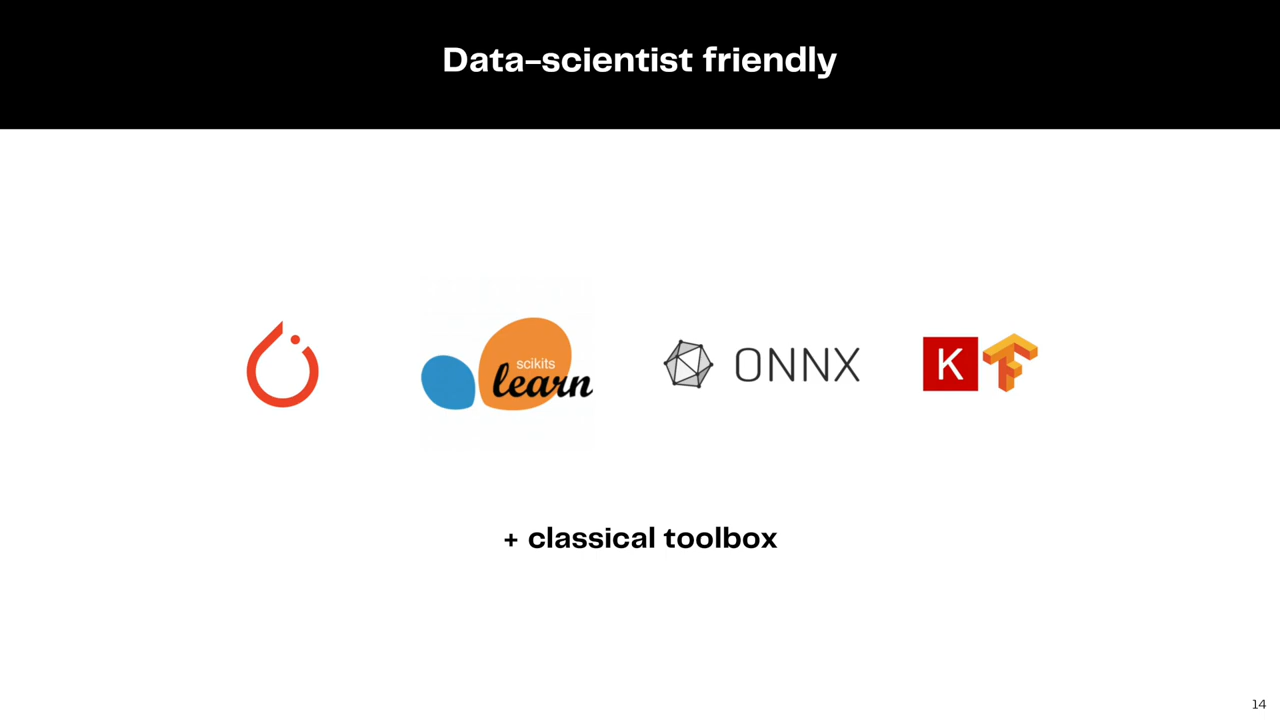 Data-scientist friendly
scikits
learn
ONNX
K
+ classical toolbox
14